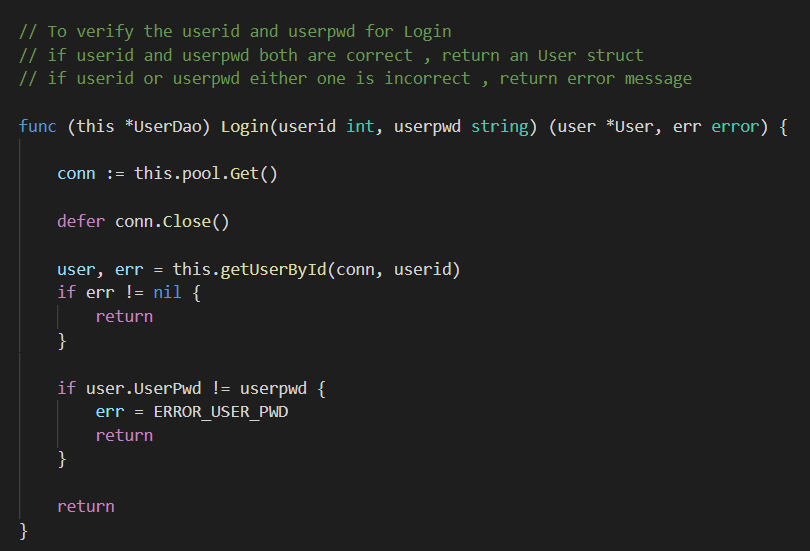 // To verify the userid and userpwd for Login
// if userid and userpwd both are correct , return an User struct
// if userid or userpwd either one is incorrect , return error message
func (this *UserDao) Login(userid int, userpwd string) (user *User, err error) {
conn := this.pool.Get()
defer conn.Close()
user, err = this.getUserById(conn, userid)
if err != nil {
return
}
if user.UserPwd != userpwd {
err = ERROR_USER_PWD
return
}
return
}